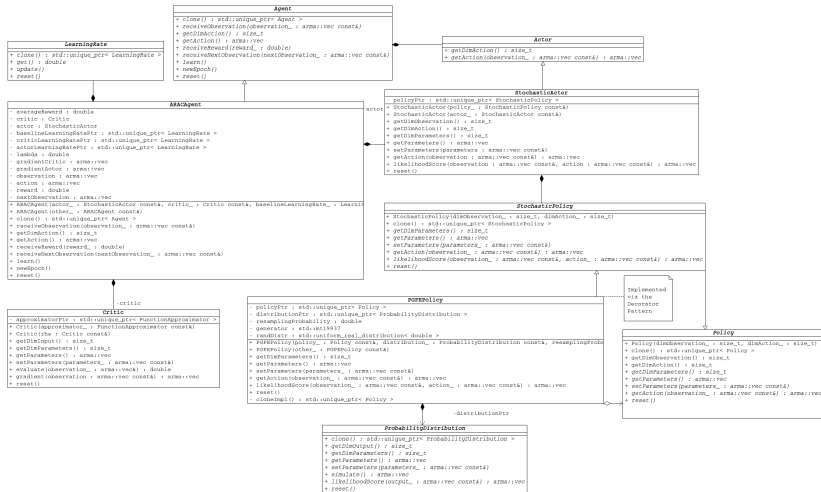 Agent
+ clone() : std::unique_ptr< Agent >
+ receiveObservation(observation_ : arma::vec const&)
+ getDimAction() : size_t
+ getAction() : arma::vec
+ receiveReward(reward_ : double)
+ receiveNextObservation(nextObservation_ : arma::vec const&)
+ learn()
+ newEpoch()
+ reset()
LearningRate
+ clone() : std::unique_ptr< LearningRate >
+ get() : double
+ update()
+ reset()
Actor
+ getDimAction() : size_t
+ getAction(observation_ : arma::vec const&) : arma::vec
ARACAgent
- averageReward : double
- critic : Critic
- actor : StochasticActor
- baselineLearningRatePtr : std::unique_ptr< LearningRate >
- criticLearningRatePtr : std::unique_ptr< LearningRate >
- actorLearningRatePtr : std::unique_ptr< LearningRate >
- lambda : double
- gradientCritic : arma::vec
- gradientActor : arma::vec
- observation : arma::vec
- action : arma::vec
- reward : double
- nextObservation : arma::vec
+ ARACAgent(actor_ : StochasticActor const&, critic_ : Critic const&, baselineLearningRate_ : Learnin
+ ARACAgent(other_ : ARACAgent const&)
+ clone() : std::unique_ptr< Agent >
+ receiveObservation(observation_ : arma::vec const&)
+ getDimAction() : size_t
+ getAction() : arma::vec
+ receiveReward(reward_ : double)
+ receiveNextObservation(nextObservation_ : arma::vec const&)
+ learn()
+ newEpoch()
+ reset()
-actor
StochasticActor
- policyPtr : std::unique_ptr< StochasticPolicy >
+ StochasticActor(policy_ : StochasticPolicy const&)
+ StochasticActor(actor_ : StochasticActor const&)
+ getDimObservation() : size_t
+ getDimAction() : size_t
+ getDimParameters() : size_t
+ getParameters() : arma::vec
+ setParameters(parameters : arma::vec const&)
+ getAction(observation : arma::vec const&) : arma::vec
+ likelihoodScore(observation : arma::vec const&, action : arma::vec const&) : arma::vec
+ reset()
StochasticPolicy
+ StochasticPolicy(dimObservation_ : size_t, dimAction_ : size_t)
+ clone() : std::unique_ptr< StochasticPolicy >
+ getDimParameters() : size_t
+ getParameters() : arma::vec
+ setParameters(parameters_ : arma::vec const&)
+ getAction(observation_ : arma::vec const&) : arma::vec
+ likelihoodScore(observation_ : arma::vec const&, action_ : arma::vec const&) : arma::vec
+ reset()
-critic
Critic
- approximatorPtr : std::unique_ptr< FunctionApproximator >
+ Critic(approximator_ : FunctionApproximator const&)
+ Critic(rhs : Critic const&)
+ getDimInput() : size_t
+ getDimParameters() : size_t
+ getParameters() : arma::vec
+ setParameters(parameters_ : arma::vec const&)
+ evaluate(observation_ : arma::vec&) : double
+ gradient(observation : arma::vec const&) : arma::vec
+ reset()
PGPEPolicy
- policyPtr : std::unique_ptr< Policy >
- distributionPtr : std::unique_ptr< ProbabilityDistribution >
- resamplingProbability : double
- generator : std::mt19937
- randDistr : std::uniform_real_distribution< double >
+ PGPEPolicy(policy_ : Policy const&, distribution_ : ProbabilityDistribution const&, resamplingProba
+ PGPEPolicy(other_ : PGPEPolicy const&)
+ getDimParameters() : size_t
+ getParameters() : arma::vec
+ setParameters(parameters_ : arma::vec const&)
+ getAction(observation_ : arma::vec const&) : arma::vec
+ likelihoodScore(observation_ : arma::vec const&, action_ : arma::vec const&) : arma::vec
+ reset()
- cloneImpl() : std::unique_ptr< Policy >
Implemented
via the
Decorator
Pattern
Policy
+ Policy(dimObservation_ : size_t, dimAction_ : size_t)
+ clone() : std::unique_ptr< Policy >
+ getDimObservation() : size_t
+ getDimAction() : size_t
+ getDimParameters() : size_t
+ getParameters() : arma::vec
+ setParameters(parameters_ : arma::vec const&)
+ getAction(observation_ : arma::vec const&) : arma::vec
+ reset()
-distributionPtr
ProbabilityDistribution
+ clone() : std::unique_ptr< ProbabilityDistribution >
+ getDimOutput() : size_t
+ getDimParameters() : size_t
+ getParameters() : arma::vec
+ setParameters(parameters_ : arma::vec const&)
+ simulate() : arma::vec
+ likelihoodScore(output_ : arma::vec const&) : arma::vec
+ reset()